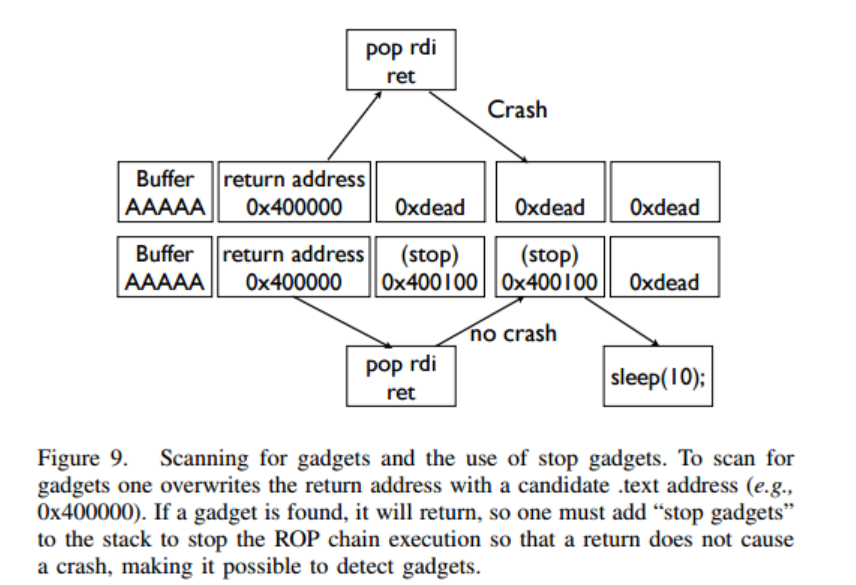 pop rdi
ret
Crash
Buffer
AAAAA
return address
0x400000
0xdead
0xdead
0xdead
Buffer
AAAAA
return address
0x400000
(stop)
0x400100
(stop)
0x400100
0xdead
no crash
pop rdi
ret
sleep(10);
Figure 9. Scanning for gadgets and the use of stop gadgets. To scan for
gadgets one overwrites the return address with a candidate .text address (e.g.,
0x400000). If a gadget is found, it will return, so one must add “stop gadgets”
to the stack to stop the ROP chain execution so that a return does not cause
a crash, making it possible to detect gadgets.